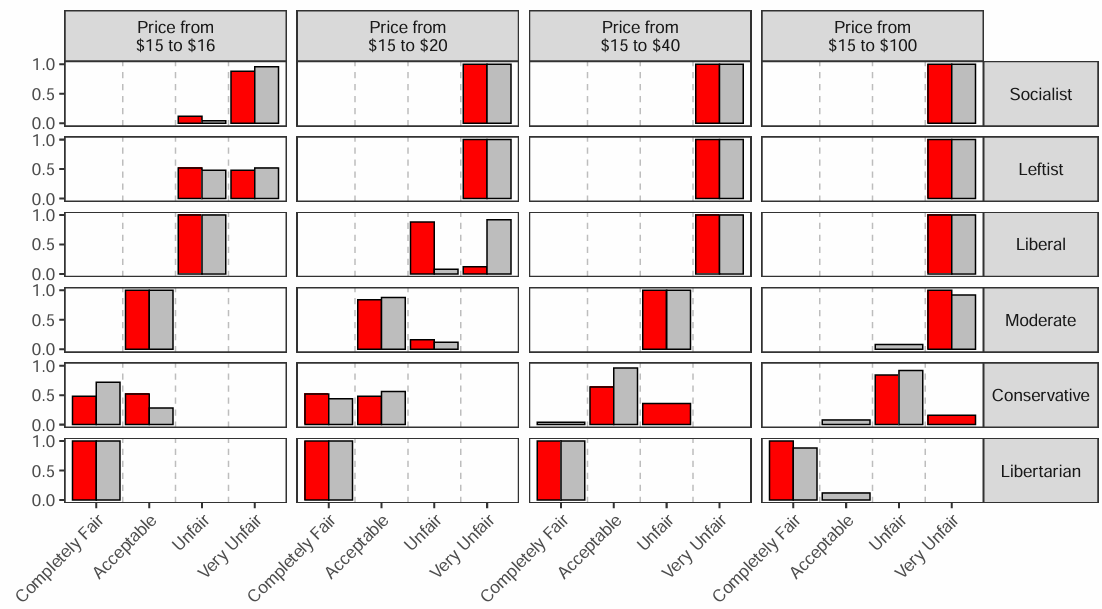 Price from
$15 to $16
Price from
$15 to $20
Price from
$15 to $40
Price from
$15 to $100
1.0
0.5
0.0
Socialist
1.0
0.5
0.0
Leftist
1.0
0.5
0.0
Liberal
1.0
0.5
0.0
Moderate
1.0
0.5
0.0
Conservative
1.0
0.5
0.0
Libertarian
Completely Fair
Acceptable
Unfair
Very Unfair
Completely Fair
Acceptable
Unfair
Very Unfair
Completely Fair
Acceptable
Unfair
Very Unfair
Completely Fair
Acceptable
Unfair
Very Unfair